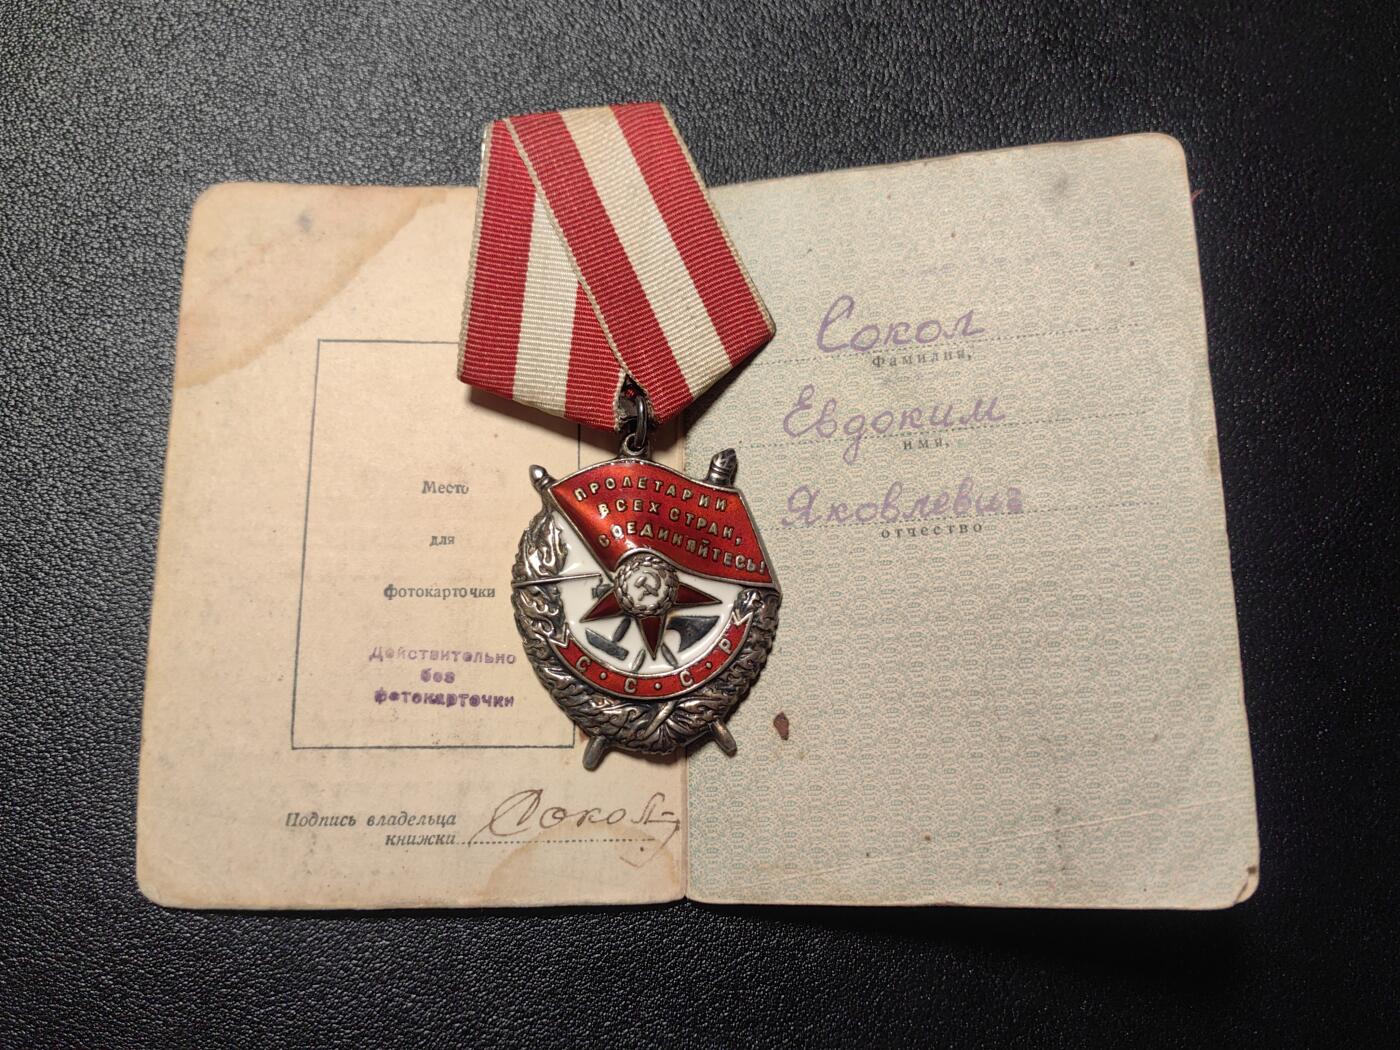 Место
для
фотокарточки
Действительно
без
фотокарточки
Подпись владельца
книжки
Сокол
ПРОЛЕТАРИИ
ВСЕХ СТРАН,
СОЕДИНЯЙТЕСЬ!
С·С·С·Р
Сокол
Фамилия,
Евдоким
имя,
Яковлевич
отчество